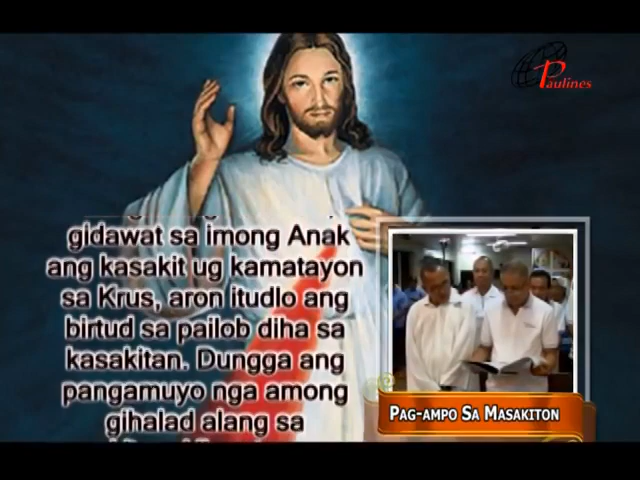 Paulines
gidawat sa imong Anak
ang kasakit ug kamatayon
sa Krus, aron itudlo ang
birtud sa pailob diha sa
kasakitan. Dungga ang
pangamuyo nga among
gihalad alang sa
PAG-AMPO SA MASAKITON